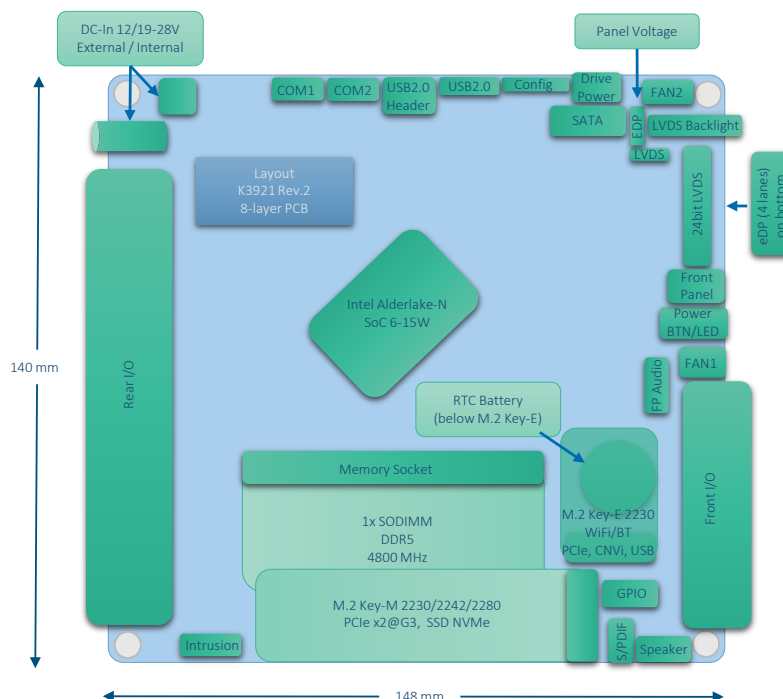 DC-In 12/19-28V
External / Internal
Panel Voltage
COM1
COM2
USB2.0
Header
USB2.0
Config
Drive
Power
FAN2
SATA
EDP
LVDS Backlight
LVDS
Layout
K3921 Rev.2
8-layer PCB
24bit LVDS
eDP (4 lanes)
on bottom
Intel Alderlake-N
SoC 6-15W
Front
Panel
Power
BTN/LED
140 mm
Rear I/O
FAN1
FP Audio
RTC Battery
(below M.2 Key-E)
Memory Socket
Front I/O
M.2 Key-E 2230
WiFi/BT
PCIe, CNVi, USB
1x SODIMM
DDR5
4800 MHz
GPIO
M.2 Key-M 2230/2242/2280
PCIe x2@G3, SSD NVMe
Intrusion
S/PDIF
Speaker
148 mm